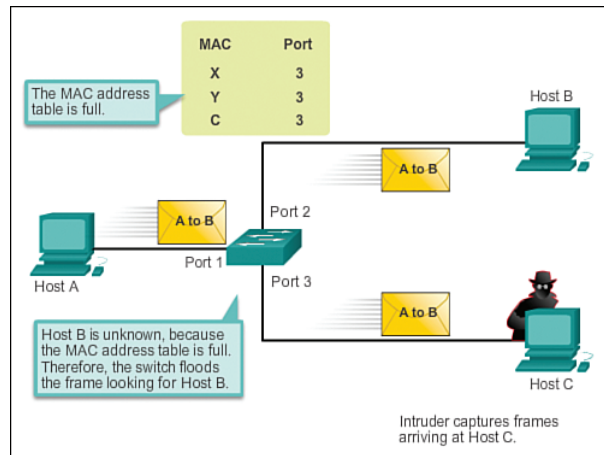 MAC Port
X 3
Y 3
C 3
The MAC address
table is full.
Host B
A to B
A to B
Port 2
Port 1
Host A
Port 3
A to B
Host B is unknown, because
the MAC address table is full.
Therefore, the switch floods
the frame looking for Host B.
Host C
Intruder captures frames
arriving at Host C.